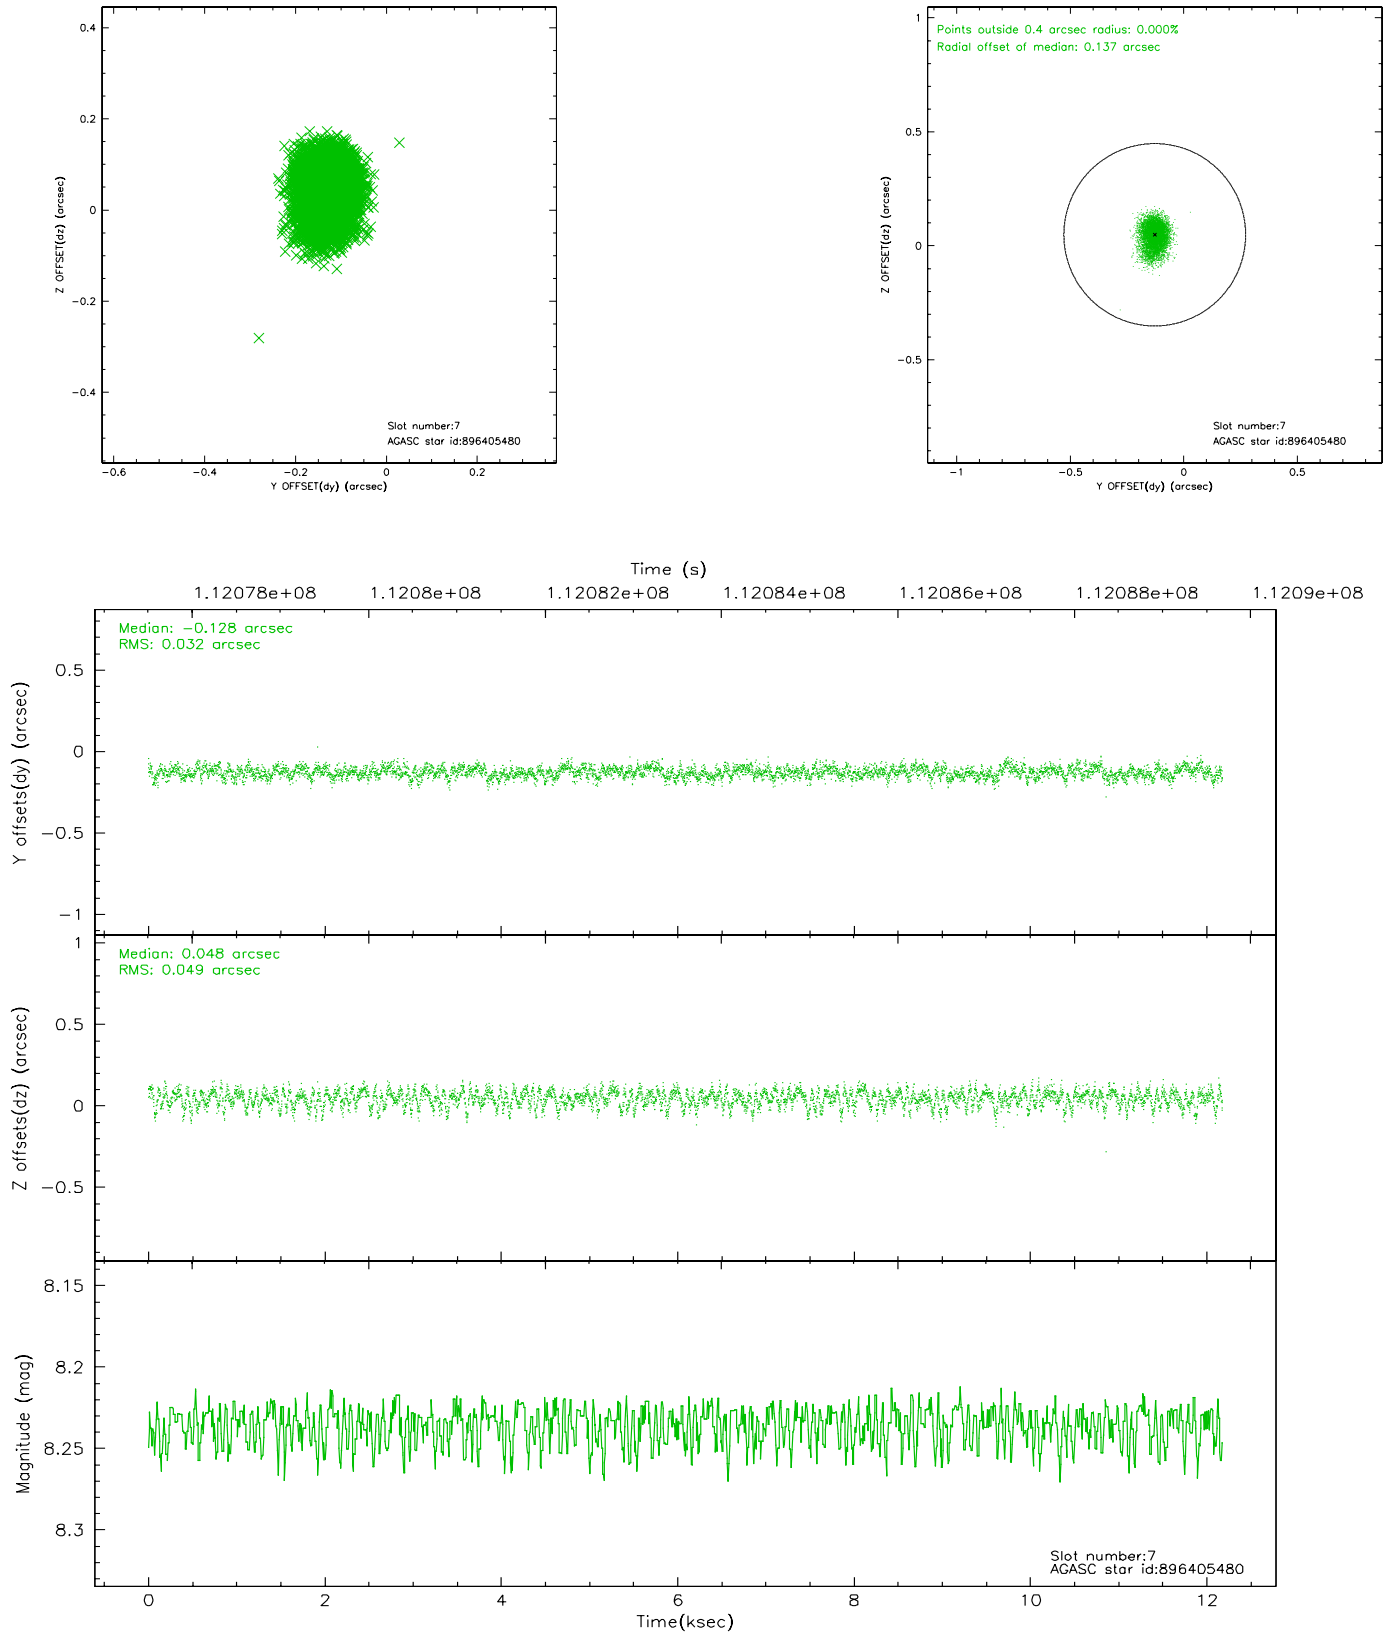 0.4
0.2
0
−0.2
−0.4
Z OFFSET(dz) (arcsec)
Slot number:7
AGASC star id:896405480
−0.6 −0.4 −0.2 0 0.2
Y OFFSET(dy) (arcsec)
Points outside 0.4 arcsec radius: 0.000%
Radial offset of median: 0.137 arcsec
1
0.5
0
−0.5
Z OFFSET(dz) (arcsec)
Slot number:7
AGASC star id:896405480
−1 −0.5 0 0.5
Y OFFSET(dy) (arcsec)
Time (s)
1.12078e+08 1.1208e+08 1.12082e+08 1.12084e+08 1.12086e+08 1.12088e+08 1.1209e+08
Median: −0.128 arcsec
RMS: 0.032 arcsec
0.5
0
−0.5
−1
Y offsets(dy) (arcsec)
Median: 0.048 arcsec
RMS: 0.049 arcsec
1
0.5
0
−0.5
Z offsets(dz) (arcsec)
8.15
8.2
8.25
8.3
Magnitude (mag)
Slot number:7
AGASC star id:896405480
0 2 4 6 8 10 12
Time(ksec)